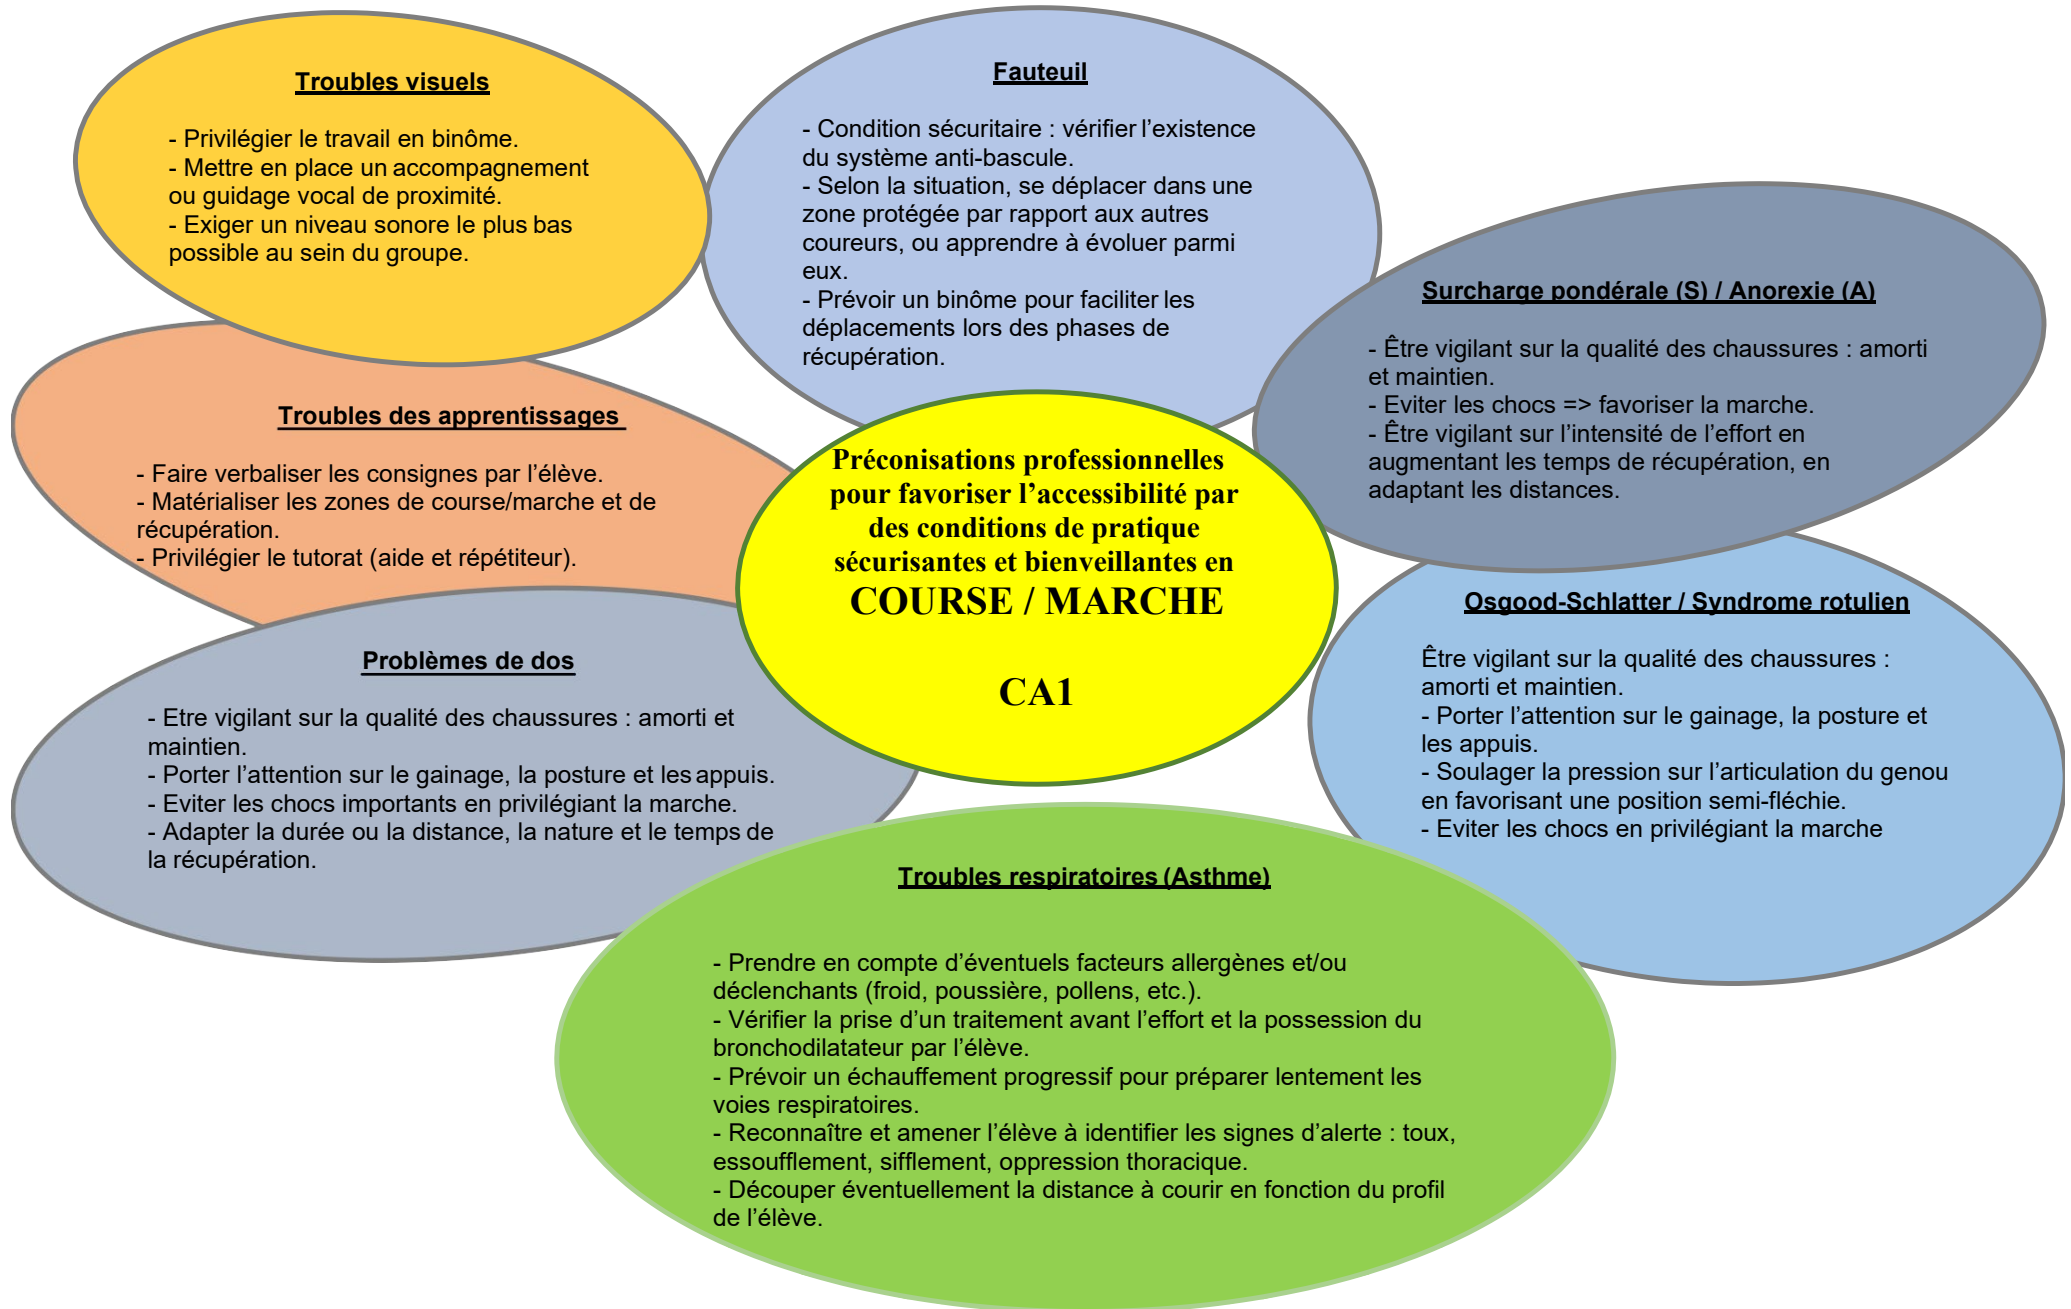 Troubles visuels
- Privilégier le travail en binôme.
- Mettre en place un accompagnement
ou guidage vocal de proximité.
- Exiger un niveau sonore le plus bas
possible au sein du groupe.
Fauteuil
- Condition sécuritaire : vérifier l’existence
du système anti-bascule.
- Selon la situation, se déplacer dans une
zone protégée par rapport aux autres
coureurs, ou apprendre à évoluer parmi
eux.
- Prévoir un binôme pour faciliter les
déplacements lors des phases de
récupération.
Surcharge pondérale (S) / Anorexie (A)
- Être vigilant sur la qualité des chaussures : amorti
et maintien.
- Eviter les chocs => favoriser la marche.
- Être vigilant sur l’intensité de l’effort en
augmentant les temps de récupération, en
adaptant les distances.
Troubles des apprentissages
- Faire verbaliser les consignes par l’élève.
- Matérialiser les zones de course/marche et de
récupération.
- Privilégier le tutorat (aide et répétiteur).
Préconisations professionnelles
pour favoriser l’accessibilité par
des conditions de pratique
sécurisantes et bienveillantes en
COURSE / MARCHE
CA1
Osgood-Schlatter / Syndrome rotulien
Être vigilant sur la qualité des chaussures :
amorti et maintien.
- Porter l’attention sur le gainage, la posture et
les appuis.
- Soulager la pression sur l’articulation du genou
en favorisant une position semi-fléchie.
- Eviter les chocs en privilégiant la marche
Problèmes de dos
- Etre vigilant sur la qualité des chaussures : amorti et
maintien.
- Porter l’attention sur le gainage, la posture et les appuis.
- Eviter les chocs importants en privilégiant la marche.
- Adapter la durée ou la distance, la nature et le temps de
la récupération.
Troubles respiratoires (Asthme)
- Prendre en compte d’éventuels facteurs allergènes et/ou
déclenchants (froid, poussière, pollens, etc.).
- Vérifier la prise d’un traitement avant l’effort et la possession du
bronchodilatateur par l’élève.
- Prévoir un échauffement progressif pour préparer lentement les
voies respiratoires.
- Reconnaître et amener l’élève à identifier les signes d’alerte : toux,
essoufflement, sifflement, oppression thoracique.
- Découper éventuellement la distance à courir en fonction du profil
de l’élève.